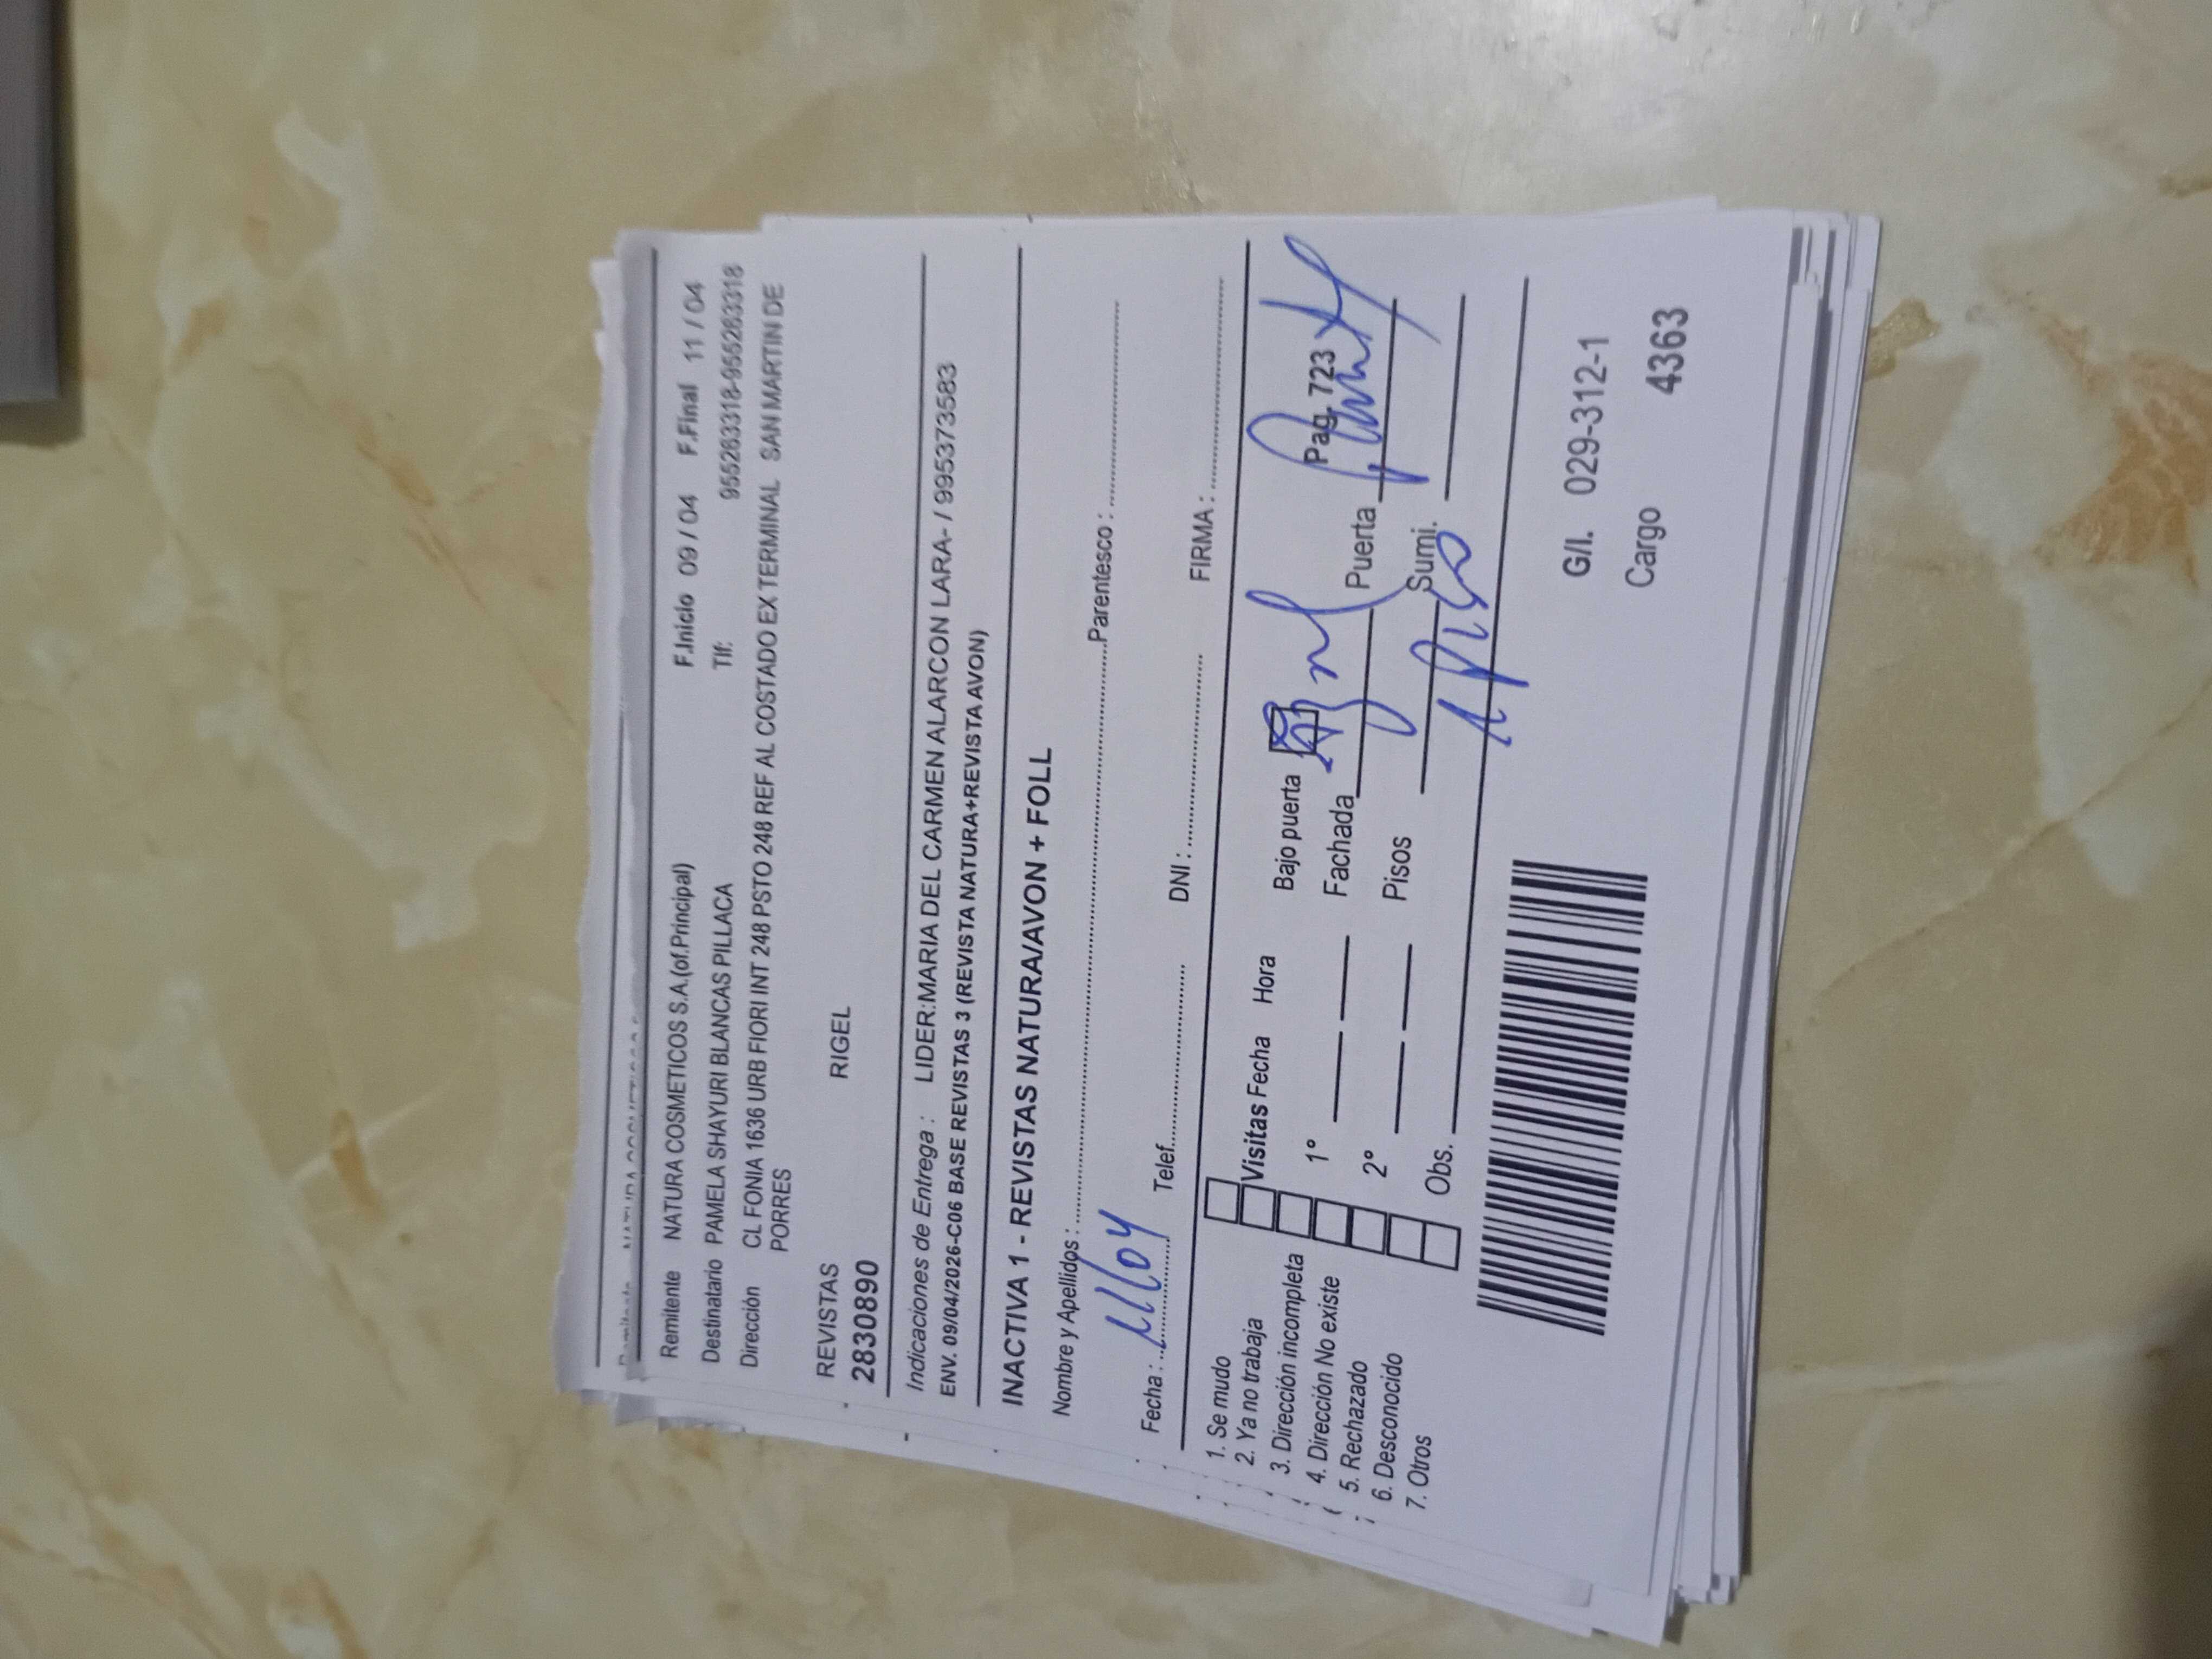 Remitente NATURA COSMETICOS S.A.(of.Principal) F.Inicio 09 / 04 F.Final 11 / 04
Destinatario PAMELA SHAYURI BLANCAS PILLACA Tlf: 955263318-955263318
Dirección CL FONIA 1636 URB FIORI INT 248 PSTO 248 REF AL COSTADO EX TERMINAL SAN MARTIN DE
PORRES
REVISTAS RIGEL
2830890
Indicaciones de Entrega : LIDER:MARIA DEL CARMEN ALARCON LARA- / 995373583
ENV. 09/04/2026-C06 BASE REVISTAS 3 (REVISTA NATURA+REVISTA AVON)
INACTIVA 1 - REVISTAS NATURA/AVON + FOLL
Nombre y Apellidos : Parentesco :
Fecha : 11/04 Telef. DNI : FIRMA :
1. Se mudo
2. Ya no trabaja
3. Dirección incompleta
4. Dirección No existe
5. Rechazado
6. Desconocido
7. Otros
Visitas Fecha Hora
1°
2°
Obs.
Bajo puerta Pag. 723
Fachada Puerta
Pisos Sumi.
1 PISO
G/I. 029-312-1
Cargo 4363